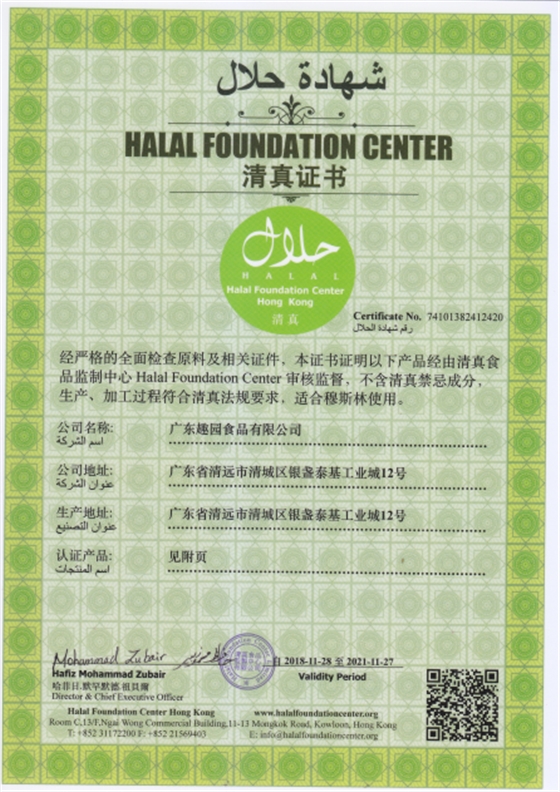 شهادة حلال
HALAL FOUNDATION CENTER
清真证书
حلال
HALAL
Halal Foundation Center
Hong Kong
清真
Certificate No. 74101382412420
رقم شهادة الحلال
经严格的全面检查原料及相关证件，本证书证明以下产品经由清真食
品监制中心 Halal Foundation Center 审核监督，不含清真禁忌成分，
生产、加工过程符合清真法规要求，适合穆斯林使用。
公司名称: 广东趣园食品有限公司
اسم الشركة
公司地址: 广东省清远市清城区银盏泰基工业城12号
عنوان الشركة
生产地址: 广东省清远市清城区银盏泰基工业城12号
عنوان التصنيع
认证产品: 见附页
اسم المنتجات
Mohammad Zubair
自 2018-11-28 至 2021-11-27
Hafiz Mohammad Zubair
Validity Period
哈菲日.默罕默德.祖貝爾
Director & Chief Executive Officer
Halal Foundation Center Hong Kong www.halalfoundationcenter.org
Room C,13/F,Ngai Wong Commercial Building,11-13 Mongkok Road, Kowloon, Hong Kong
T: +852 31172200 F: +852 21569403 E: info@halalfoundationcenter.org